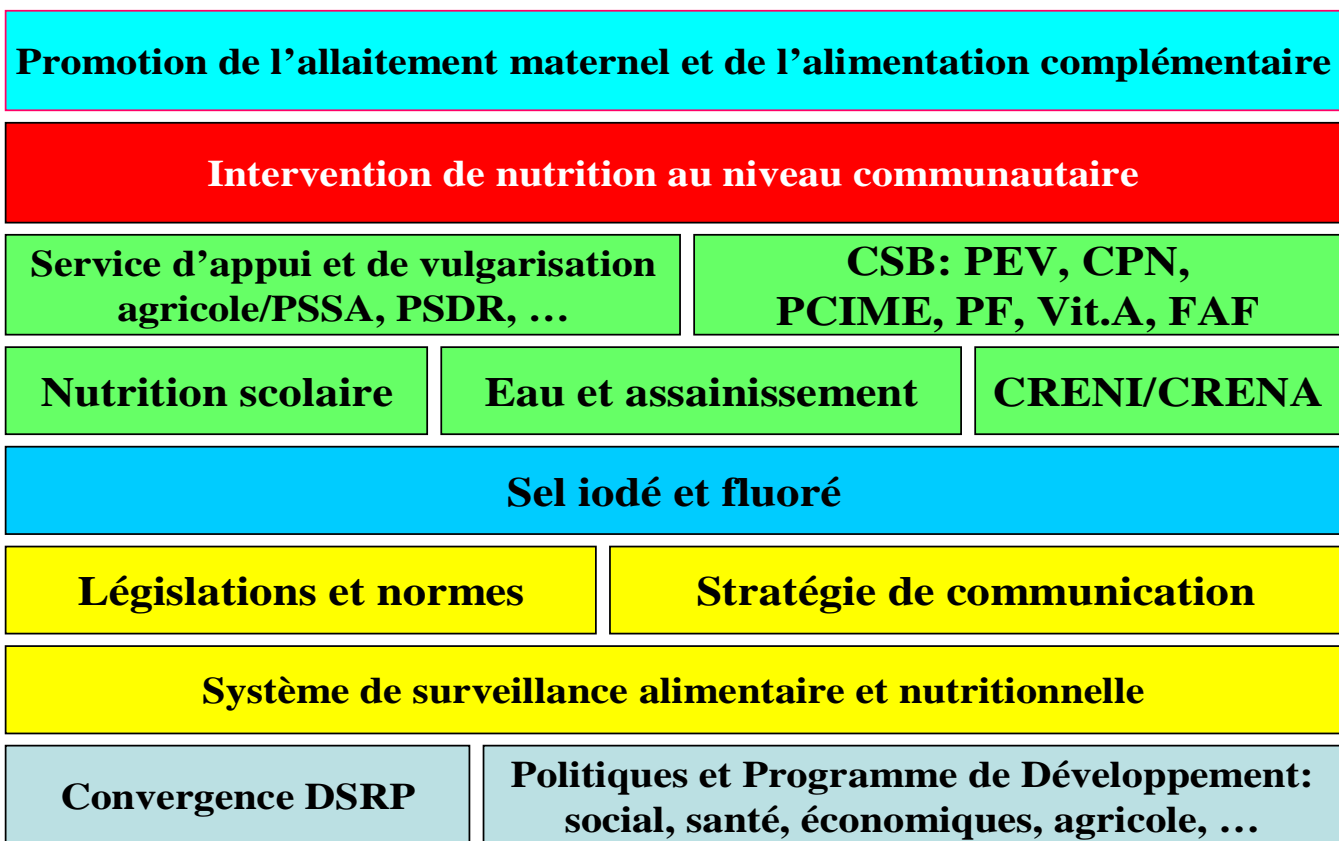 Promotion de l’allaitement maternel et de l’alimentation complémentaire
Intervention de nutrition au niveau communautaire
Service d’appui et de vulgarisation
agricole/PSSA, PSDR, …
CSB: PEV, CPN,
PCIME, PF, Vit.A, FAF
Nutrition scolaire
Eau et assainissement
CRENI/CRENA
Sel iodé et fluoré
Législations et normes
Stratégie de communication
Système de surveillance alimentaire et nutritionnelle
Convergence DSRP
Politiques et Programme de Développement:
social, santé, économiques, agricole, …